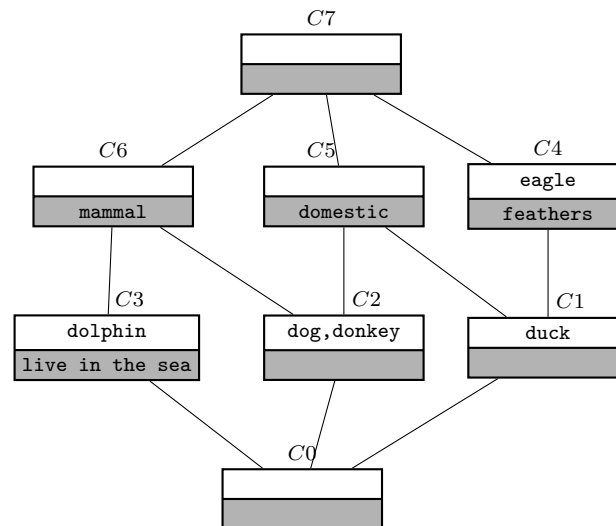 C7
C6
C5
C4
eagle
mammal
domestic
feathers
C3
C2
C1
dolphin
dog,donkey
duck
live in the sea
C0